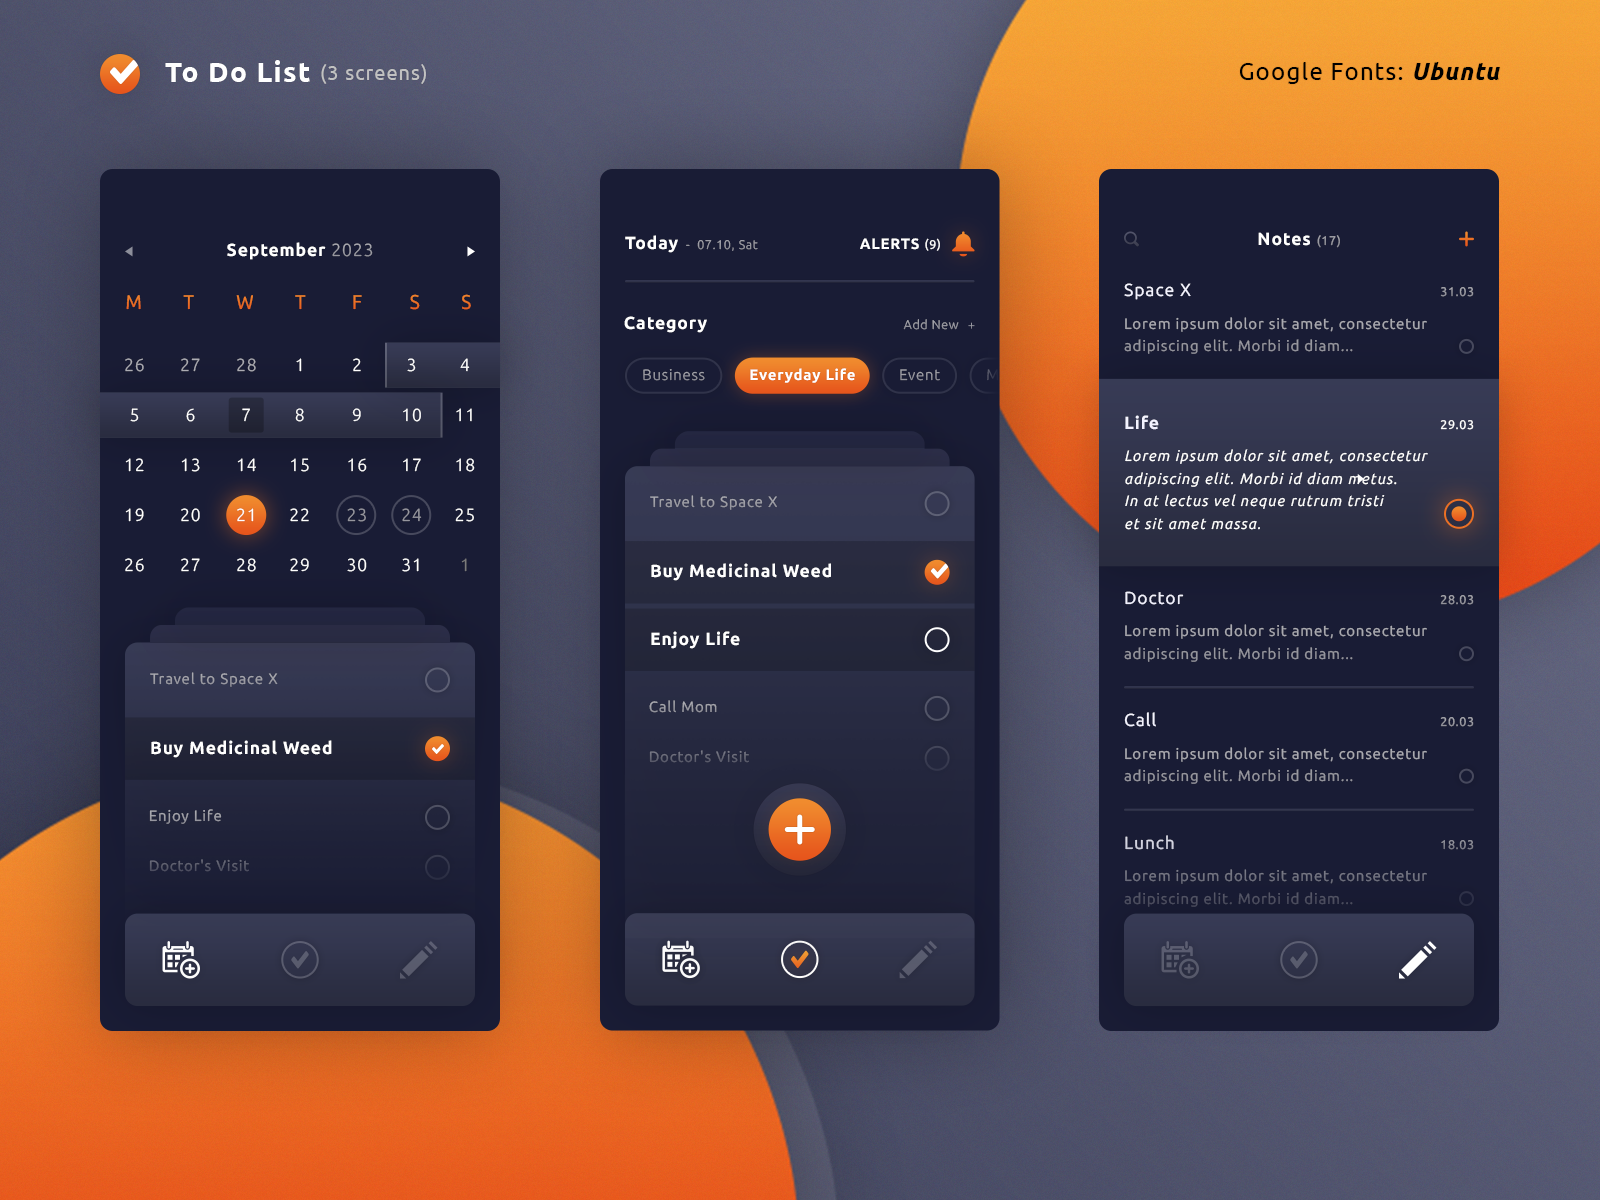 To Do List (3 screens)
Google Fonts: Ubuntu
September 2023
M T W T F S S
26 27 28 1 2 3 4
5 6 7 8 9 10 11
12 13 14 15 16 17 18
19 20 21 22 23 24 25
26 27 28 29 30 31 1
Travel to Space X
Buy Medicinal Weed
Enjoy Life
Doctor's Visit
Today - 07.10, Sat
ALERTS (9)
Category
Add New +
Business
Everyday Life
Event
M
Travel to Space X
Buy Medicinal Weed
Enjoy Life
Call Mom
Doctor's Visit
Notes (17)
Space X
31.03
Lorem ipsum dolor sit amet, consectetur
adipiscing elit. Morbi id diam...
Life
29.03
Lorem ipsum dolor sit amet, consectetur
adipiscing elit. Morbi id diam metus.
In at lectus vel neque rutrum tristi
et sit amet massa.
Doctor
28.03
Lorem ipsum dolor sit amet, consectetur
adipiscing elit. Morbi id diam...
Call
20.03
Lorem ipsum dolor sit amet, consectetur
adipiscing elit. Morbi id diam...
Lunch
18.03
Lorem ipsum dolor sit amet, consectetur
adipiscing elit. Morbi id diam...